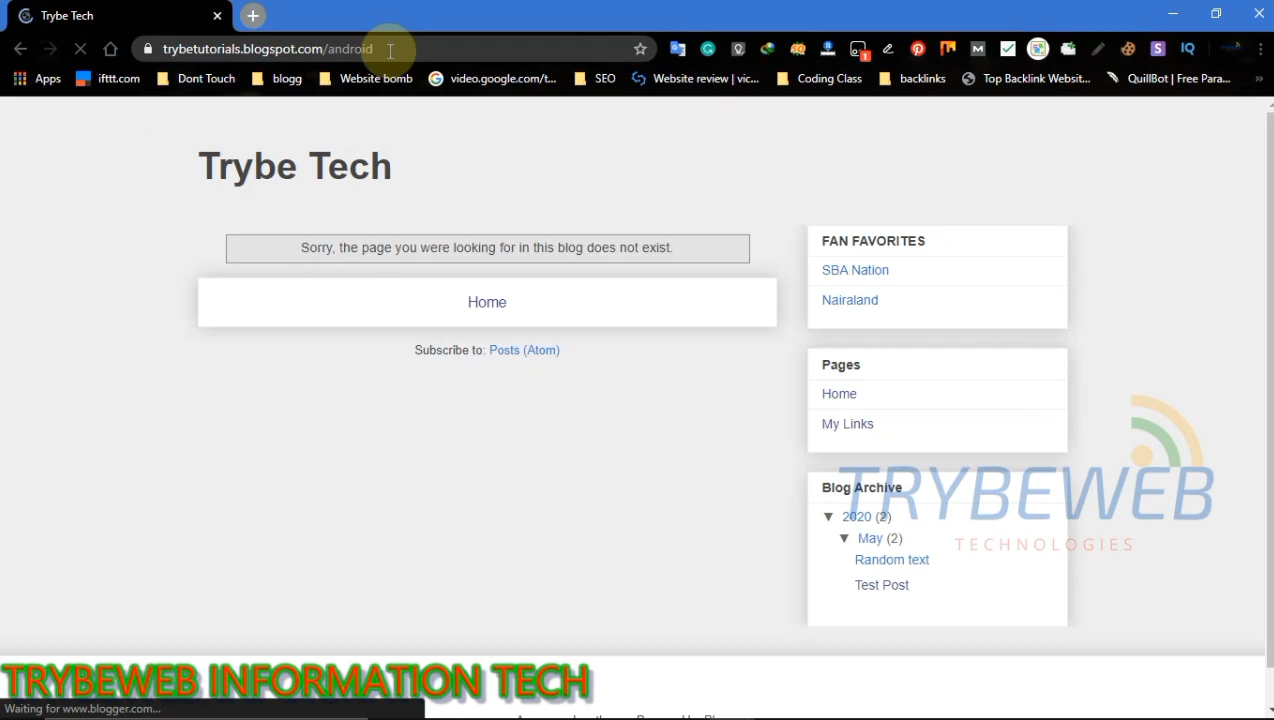 Trybe Tech
trybetutorials.blogspot.com/android
1
M
S
IQ
Apps
ifttt.com
Dont Touch
blogg
Website bomb
video.google.com/t...
SEO
Website review | vic...
Coding Class
backlinks
Top Backlink Websit...
QuillBot | Free Para...
»
Trybe Tech
Sorry, the page you were looking for in this blog does not exist.
Home
Subscribe to: Posts (Atom)
FAN FAVORITES
SBA Nation
Nairaland
Pages
Home
My Links
Blog Archive
▼ 2020 (2)
▼ May (2)
Random text
Test Post
TRYBEWEB
TECHNOLOGIES
TRYBEWEB INFORMATION TECH
Waiting for www.blogger.com...